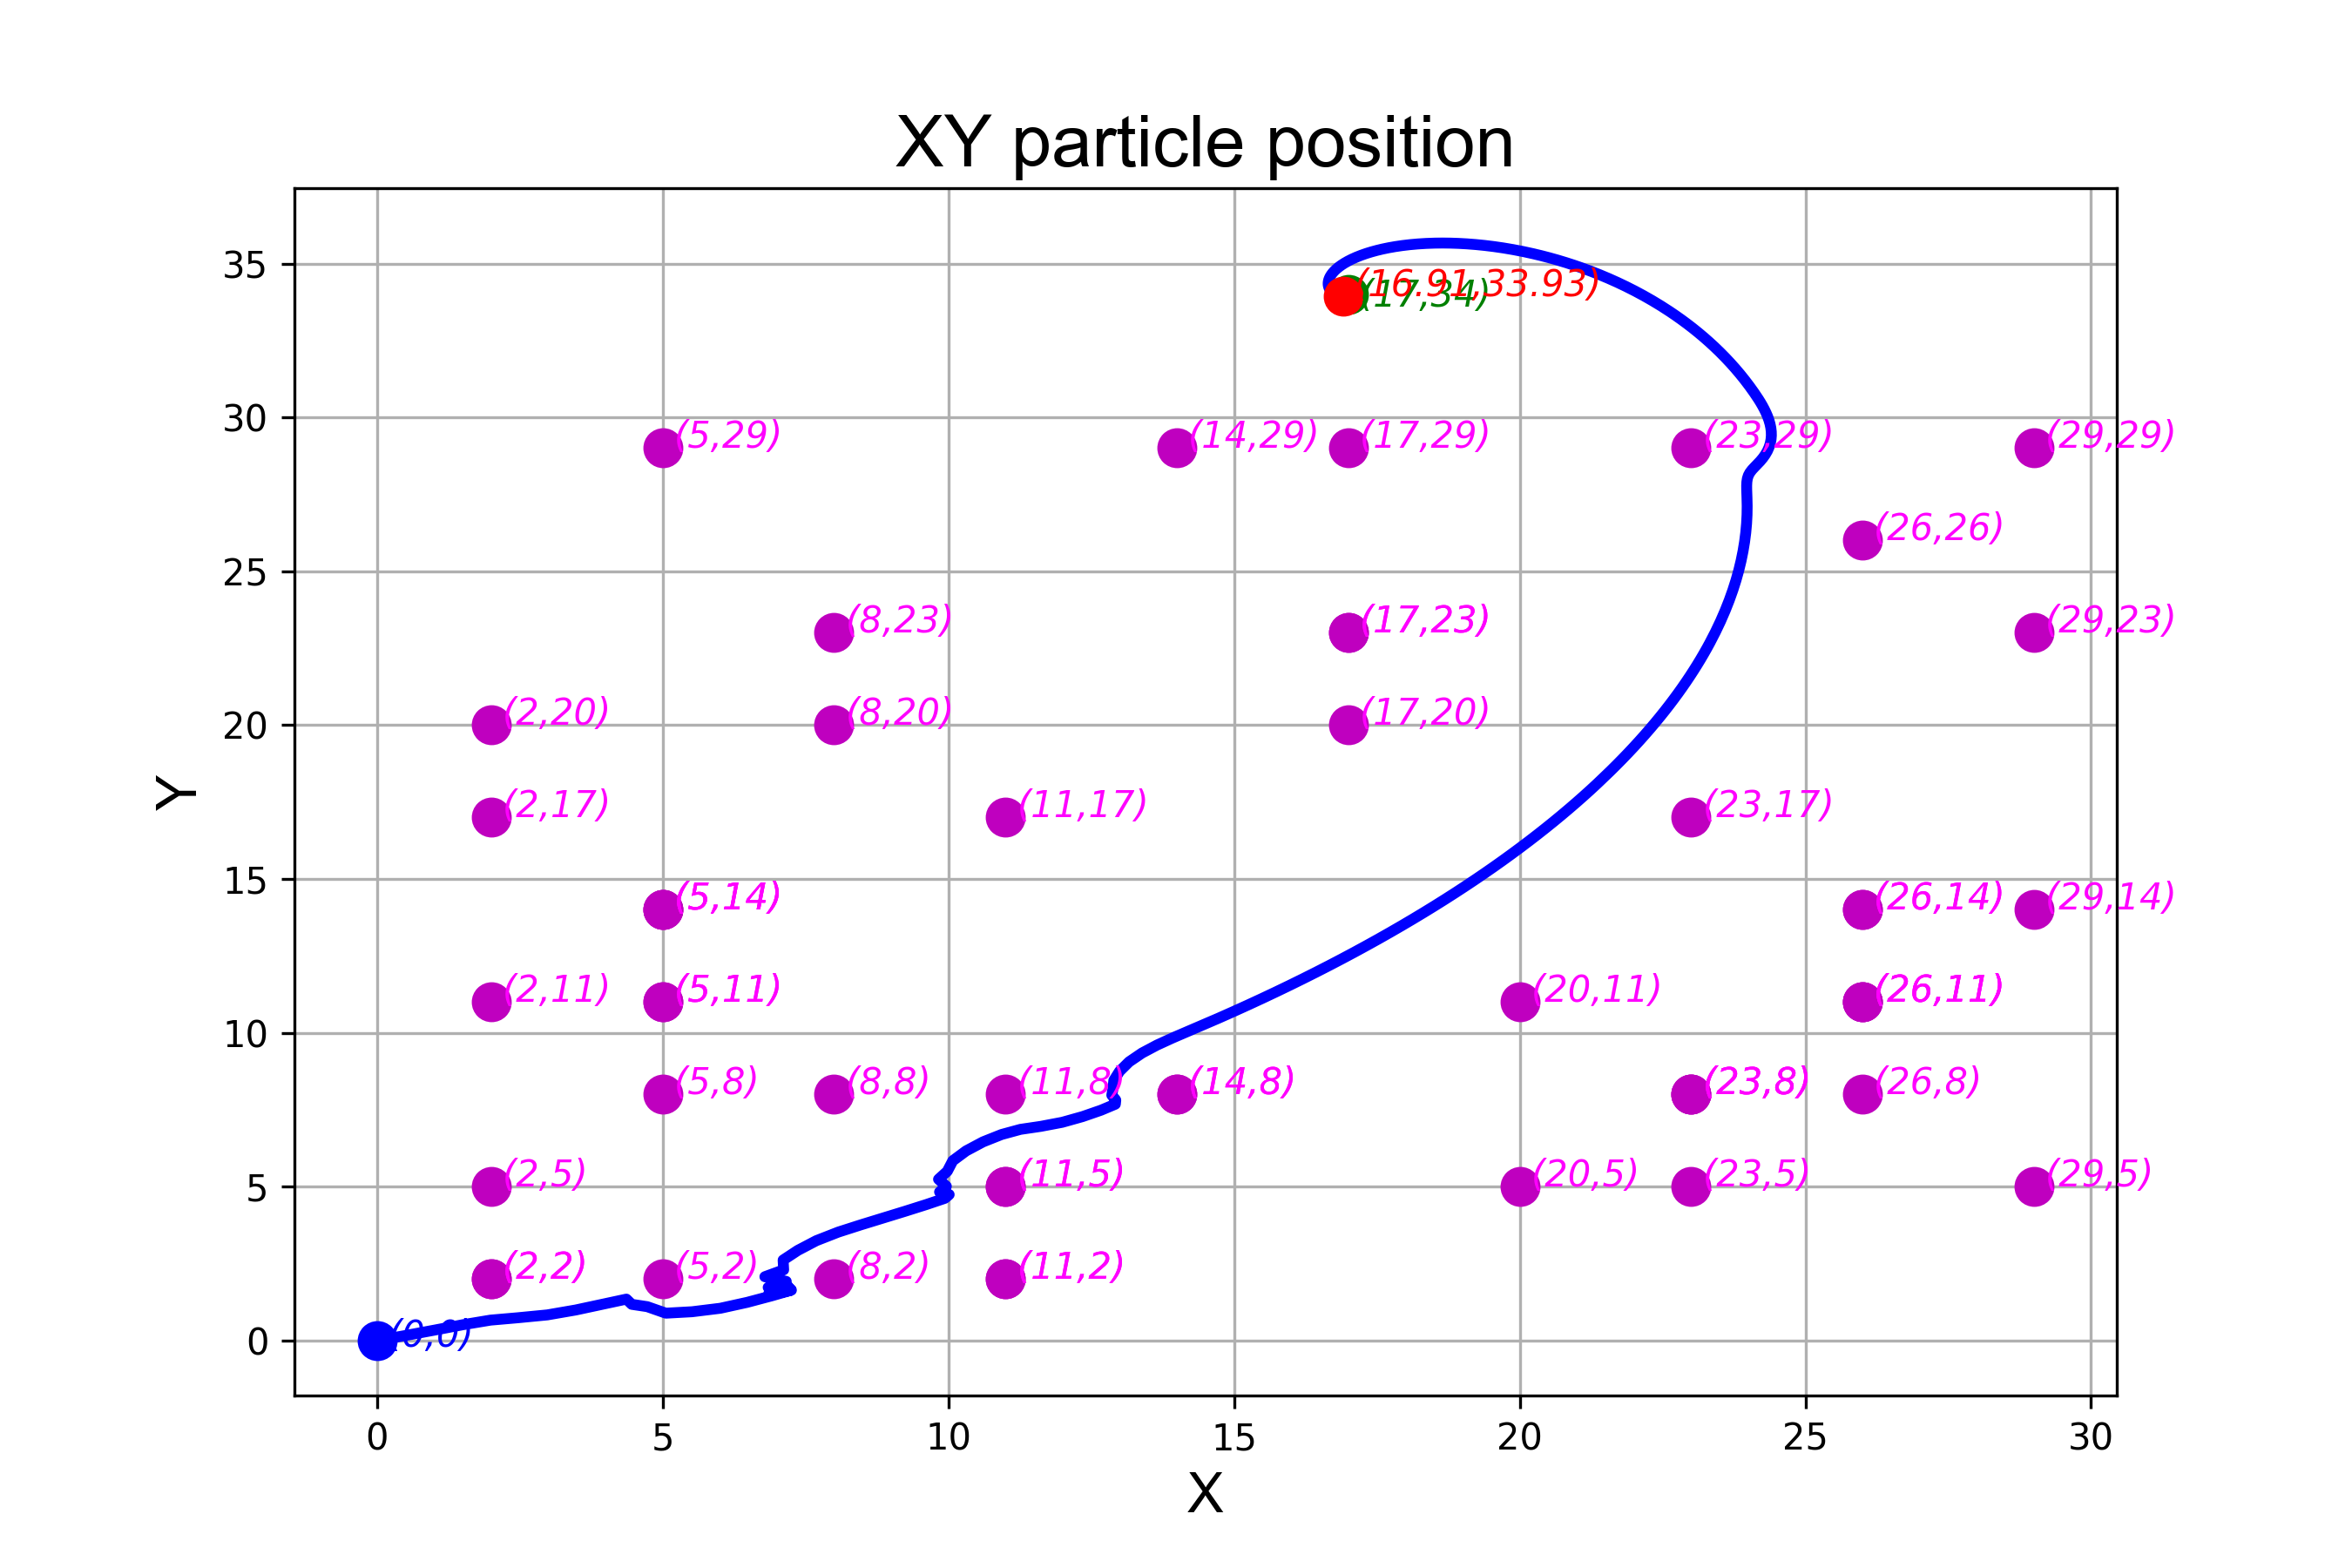 XY particle position
35
(16.91,33.93)
(17,34)
30
(5,29) (14,29) (17,29) (23,29) (29,29)
(26,26)
25
(8,23) (17,23) (29,23)
20
(2,20) (8,20) (17,20)
Y
(2,17) (11,17) (23,17)
15
(5,14) (26,14) (29,14)
(2,11) (5,11) (20,11) (26,11)
10
(5,8) (8,8) (11,8) (14,8) (23,8) (26,8)
5
(2,5) (11,5) (20,5) (23,5) (29,5)
(2,2) (5,2) (8,2) (11,2)
0
(0,0)
0 5 10 15 20 25 30
X